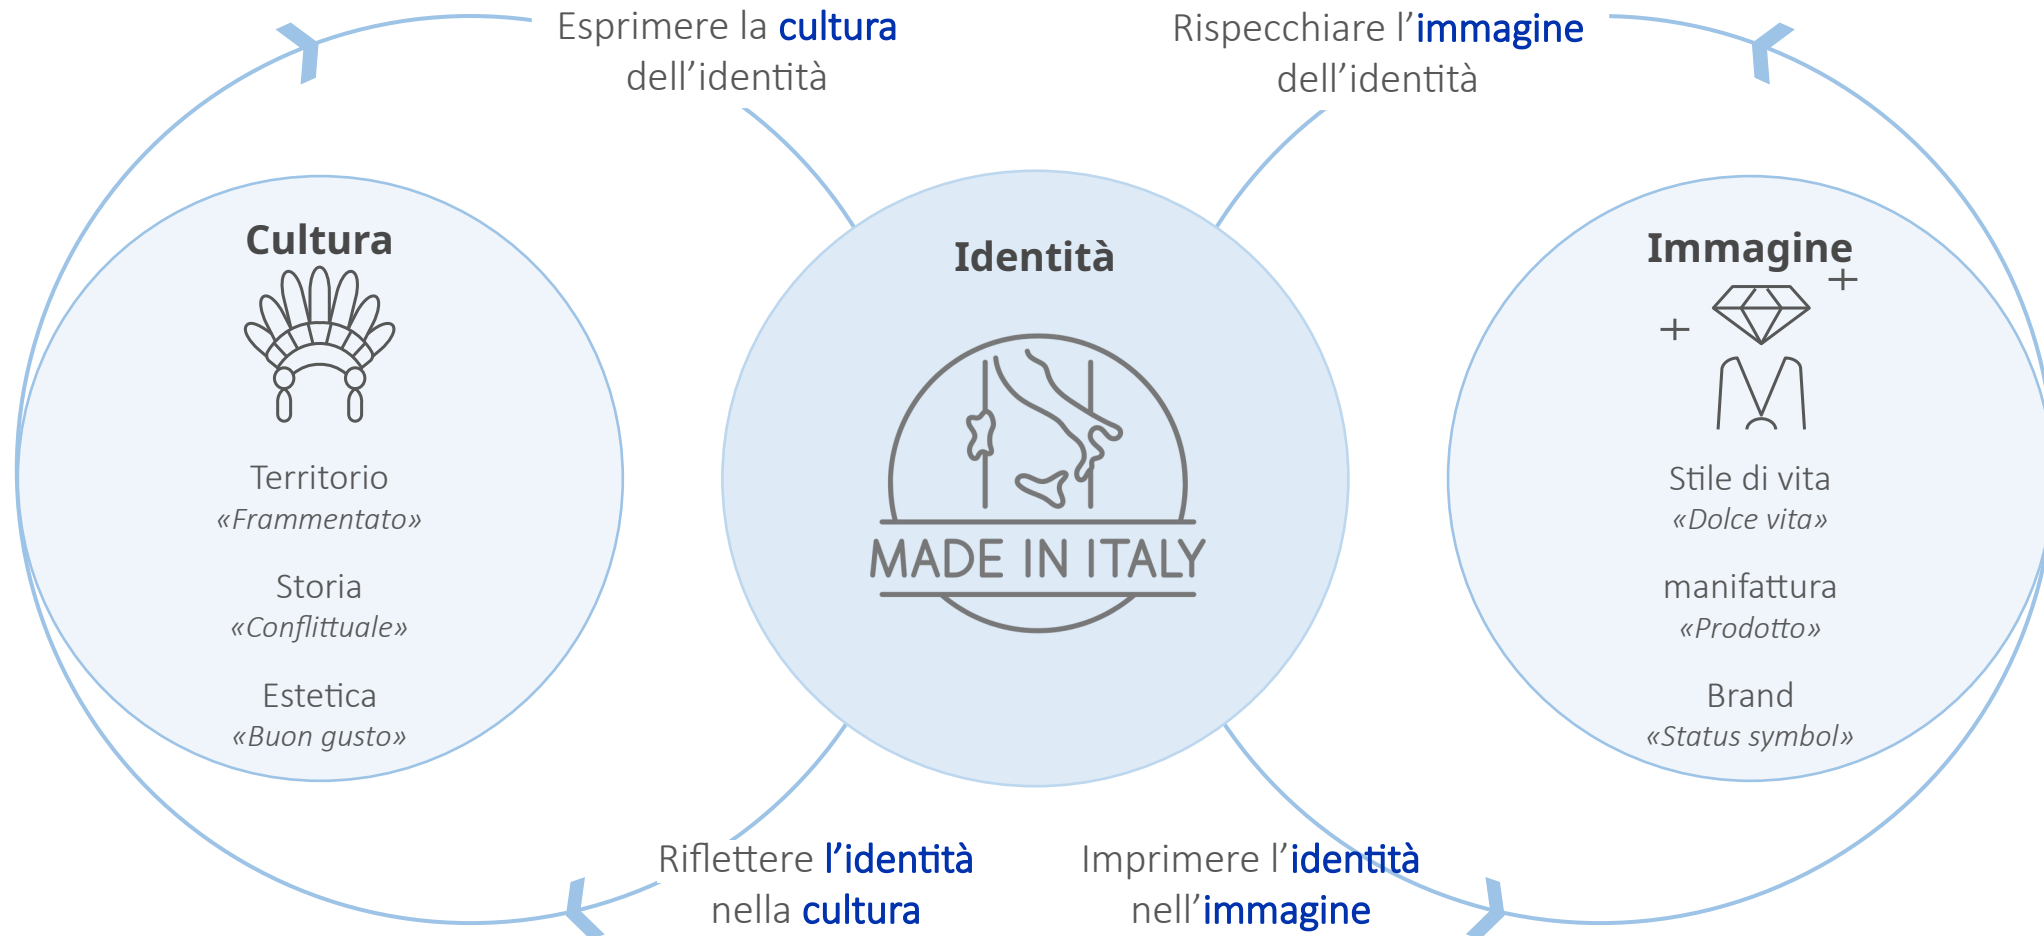 Esprimere la cultura
dell’identità
Rispecchiare l’immagine
dell’identità
Cultura
Territorio
«Frammentato»
Storia
«Conflittuale»
Estetica
«Buon gusto»
Identità
MADE IN ITALY
Immagine
Stile di vita
«Dolce vita»
manifattura
«Prodotto»
Brand
«Status symbol»
Riflettere l’identità
nella cultura
Imprimere l’identità
nell’immagine